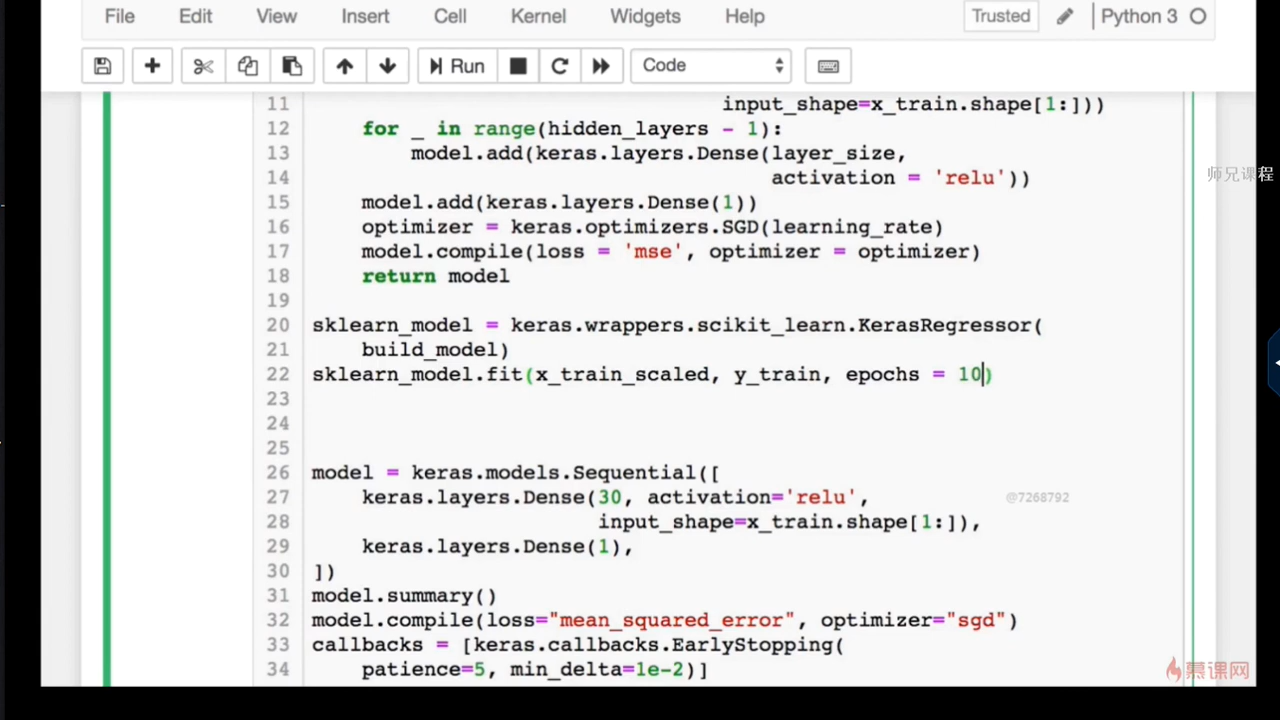 File Edit View Insert Cell Kernel Widgets Help Trusted Python 3
Run Code
11 input_shape=x_train.shape[1:]))
12 for _ in range(hidden_layers - 1):
13 model.add(keras.layers.Dense(layer_size,
14 activation = 'relu'))
师兄课程
15 model.add(keras.layers.Dense(1))
16 optimizer = keras.optimizers.SGD(learning_rate)
17 model.compile(loss = 'mse', optimizer = optimizer)
18 return model
19
20 sklearn_model = keras.wrappers.scikit_learn.KerasRegressor(
21 build_model)
22 sklearn_model.fit(x_train_scaled, y_train, epochs = 10)
23
24
25
26 model = keras.models.Sequential([
27 keras.layers.Dense(30, activation='relu',
@7268792
28 input_shape=x_train.shape[1:]),
29 keras.layers.Dense(1),
30 ])
31 model.summary()
32 model.compile(loss="mean_squared_error", optimizer="sgd")
33 callbacks = [keras.callbacks.EarlyStopping(
34 patience=5, min_delta=1e-2)]
慕课网